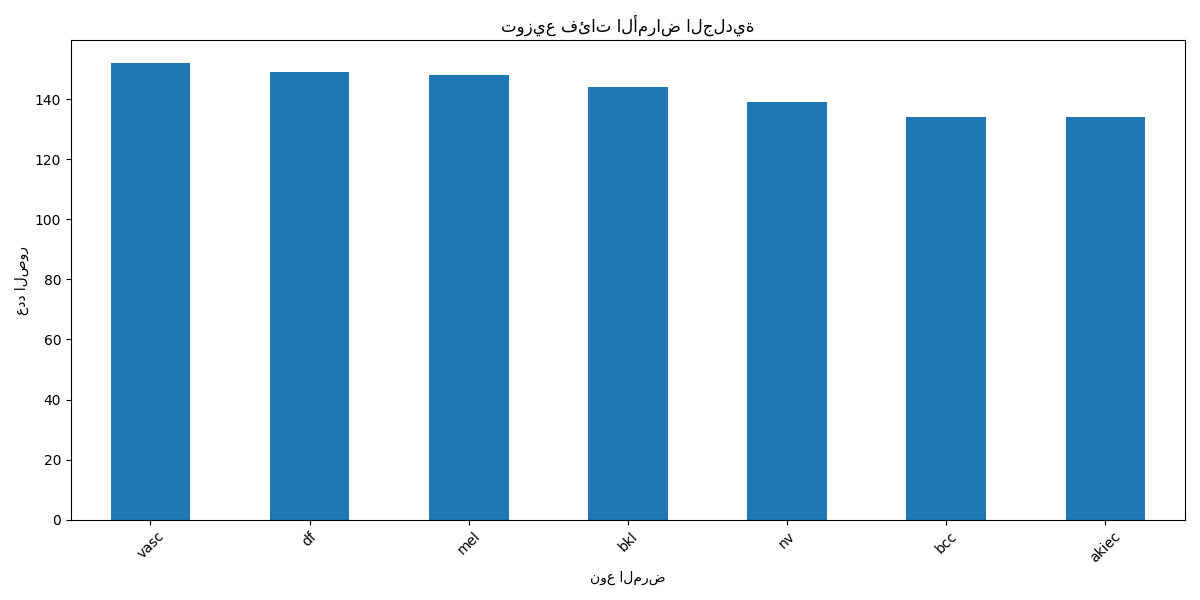 توزيع فئات الأمراض الجلدية
عدد الصور
140
120
100
80
60
40
20
0
vasc
df
mel
bkl
nv
bcc
akiec
نوع المرض